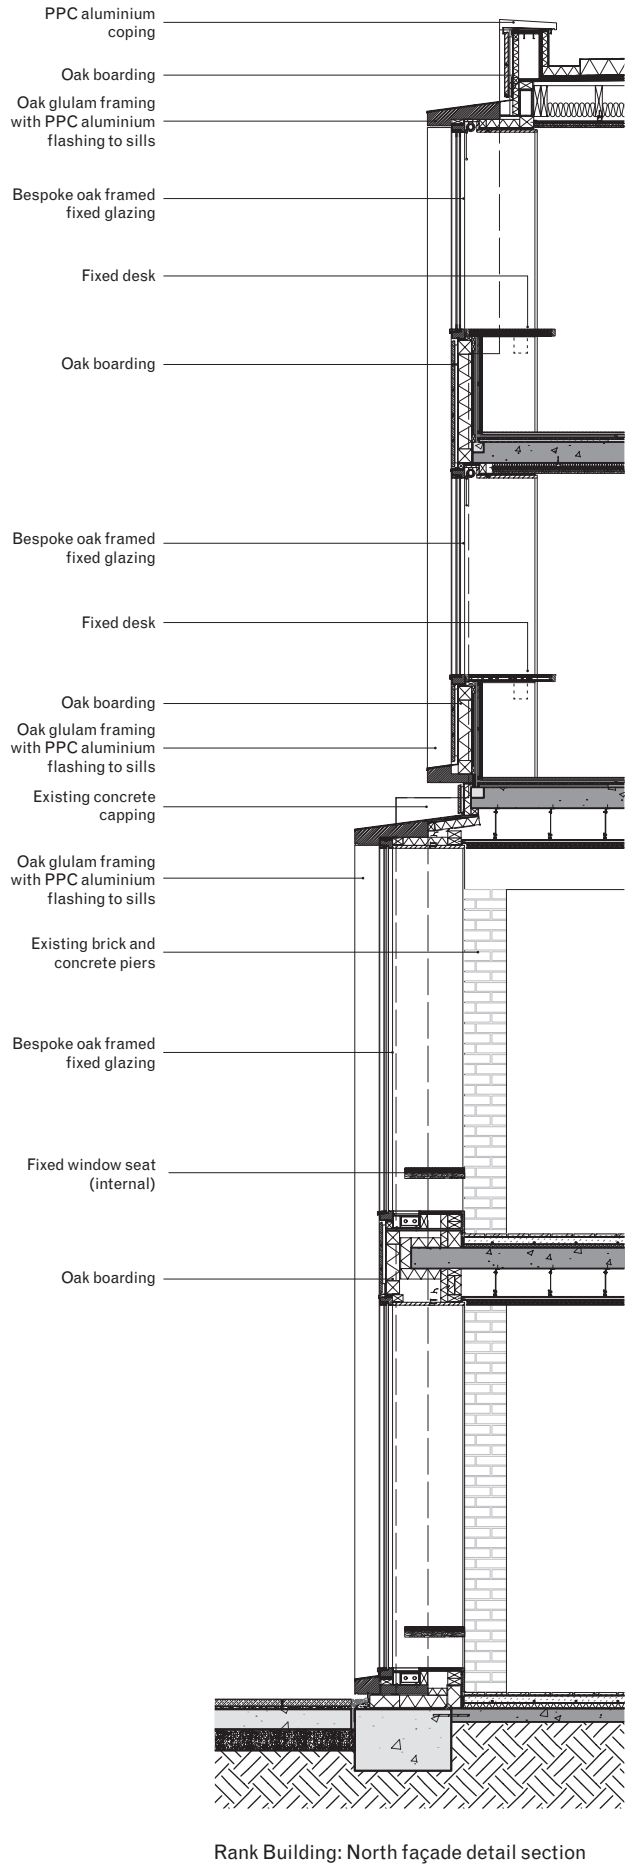 PPC aluminium
coping
Oak boarding
Oak glulam framing
with PPC aluminium
flashing to sills
Bespoke oak framed
fixed glazing
Fixed desk
Oak boarding
Bespoke oak framed
fixed glazing
Fixed desk
Oak boarding
Oak glulam framing
with PPC aluminium
flashing to sills
Existing concrete
capping
Oak glulam framing
with PPC aluminium
flashing to sills
Existing brick and
concrete piers
Bespoke oak framed
fixed glazing
Fixed window seat
(internal)
Oak boarding
Rank Building: North façade detail section